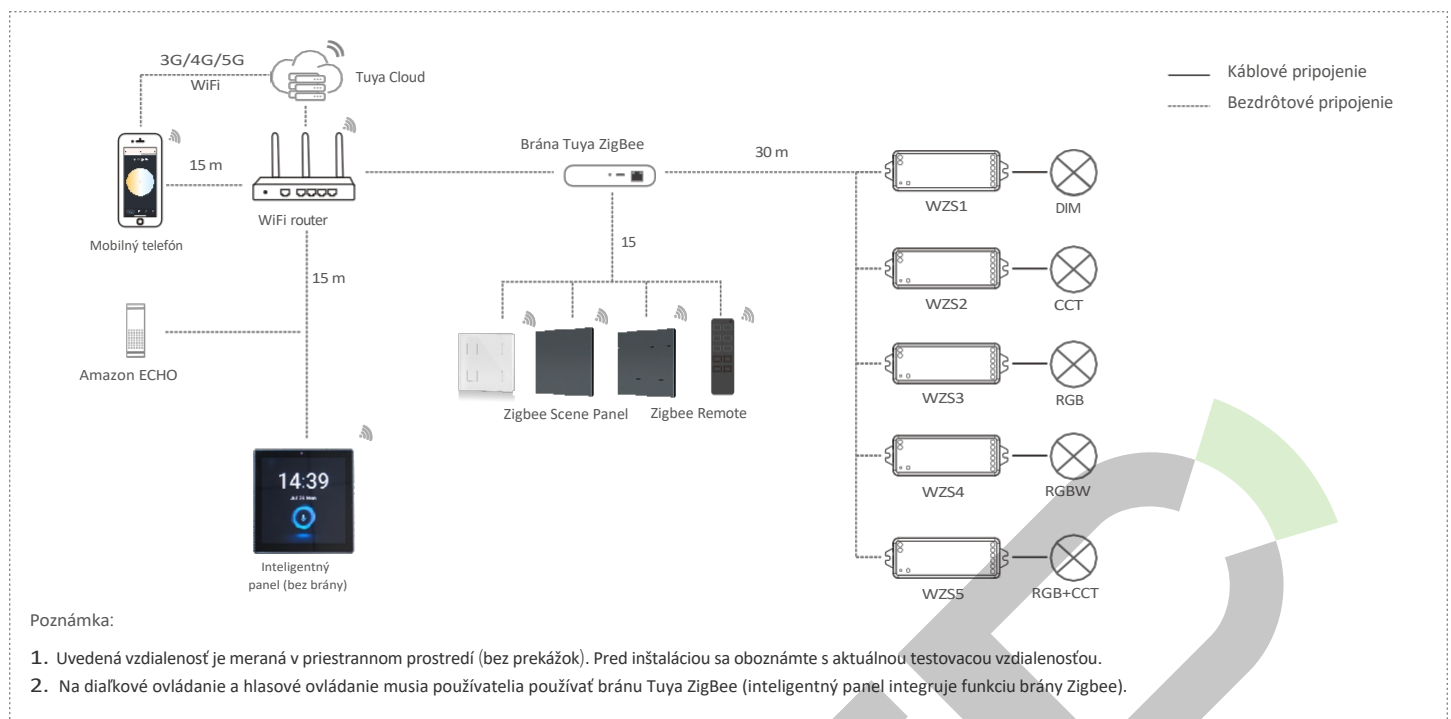 3G/4G/5G
WiFi
Tuya Cloud
Káblové pripojenie
Bezdrôtové pripojenie
15 m
WiFi router
Mobilný telefón
Brána Tuya ZigBee
30 m
WZS1
DIM
15
15 m
WZS2
CCT
Amazon ECHO
Zigbee Scene Panel
Zigbee Remote
WZS3
RGB
14:39
WZS4
RGBW
Inteligentný
panel (bez brány)
WZS5
RGB+CCT
Poznámka:
1. Uvedená vzdialenosť je meraná v priestrannom prostredí (bez prekážok). Pred inštaláciou sa oboznámte s aktuálnou testovacou vzdialenosťou.
2. Na diaľkové ovládanie a hlasové ovládanie musia používatelia používať bránu Tuya ZigBee (inteligentný panel integruje funkciu brány Zigbee).